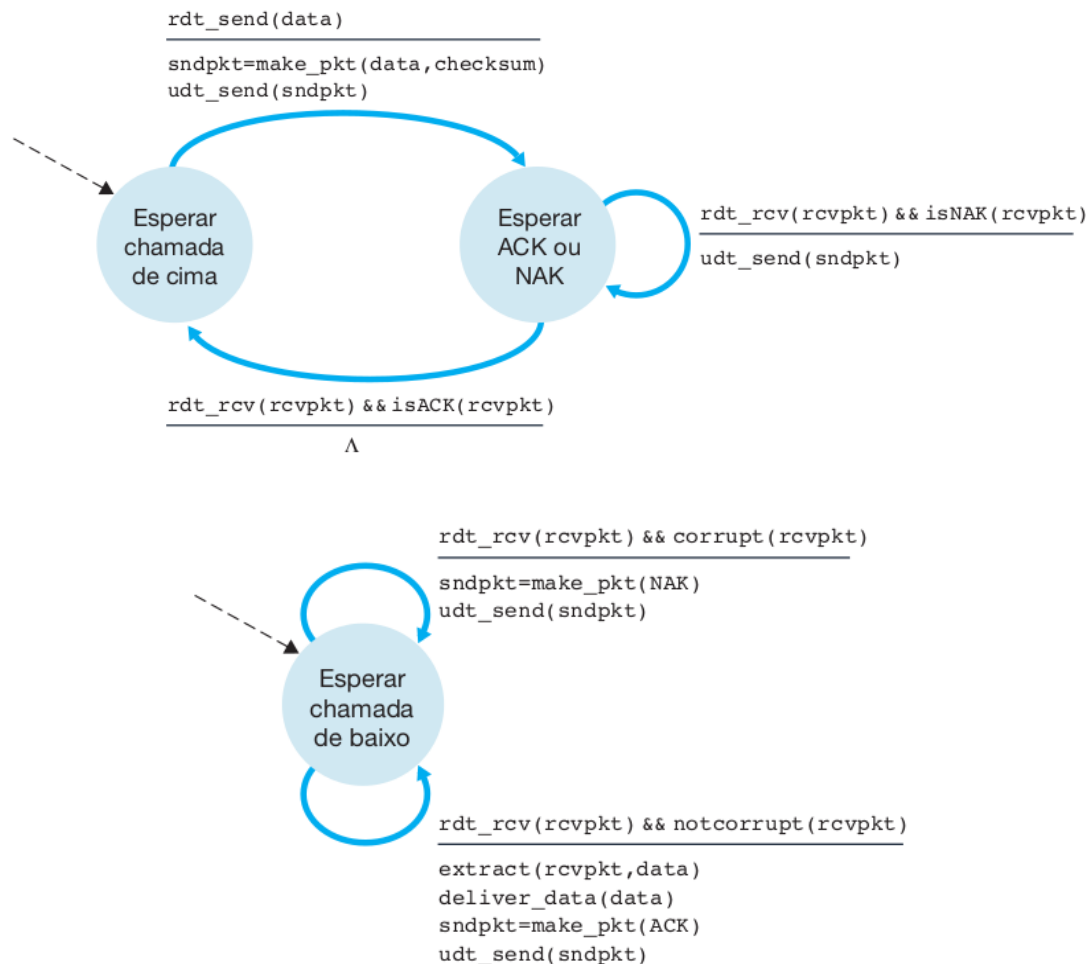 rdt_send(data)
sndpkt=make_pkt(data,checksum)
udt_send(sndpkt)
Esperar
chamada
de cima
Esperar
ACK ou
NAK
rdt_rcv(rcvpkt) && isNAK(rcvpkt)
udt_send(sndpkt)
rdt_rcv(rcvpkt) && isACK(rcvpkt)
Λ
rdt_rcv(rcvpkt) && corrupt(rcvpkt)
sndpkt=make_pkt(NAK)
udt_send(sndpkt)
Esperar
chamada
de baixo
rdt_rcv(rcvpkt) && notcorrupt(rcvpkt)
extract(rcvpkt,data)
deliver_data(data)
sndpkt=make_pkt(ACK)
udt_send(sndpkt)